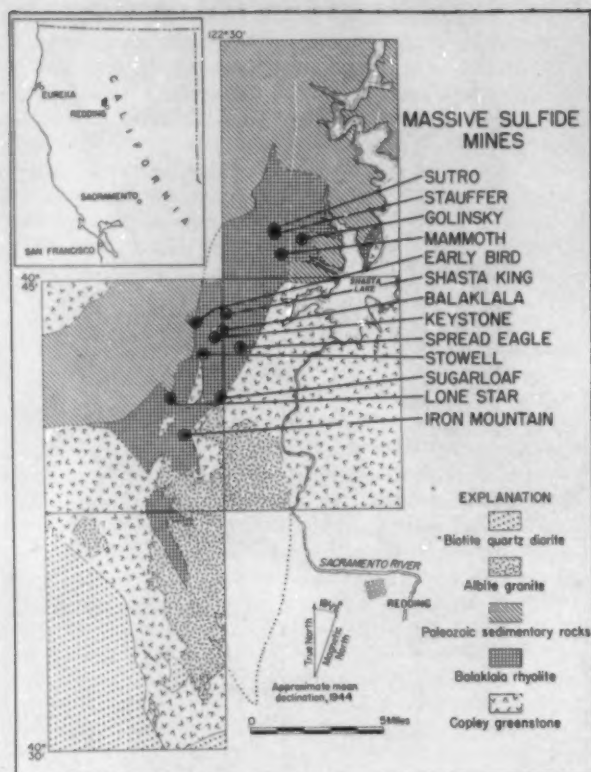 122°30'
EUREKA
REDDING
CALIFORNIA
SACRAMENTO
SAN FRANCISCO
MASSIVE SULFIDE
MINES
SUTRO
STAUFFER
GOLINSKY
MAMMOTH
EARLY BIRD
SHASTA KING
BALAKLALA
KEYSTONE
SPREAD EAGLE
STOWELL
SUGARLOAF
LONE STAR
IRON MOUNTAIN
SHASTA
LAKE
40°
45'
EXPLANATION
Biotite quartz diorite
Albite granite
Paleozoic sedimentary rocks
Balaklala rhyolite
Copley greenstone
SACRAMENTO RIVER
REDDING
True North
Magnetic
North
Approximate mean
declination, 1944
0
5 Miles
40°
30'